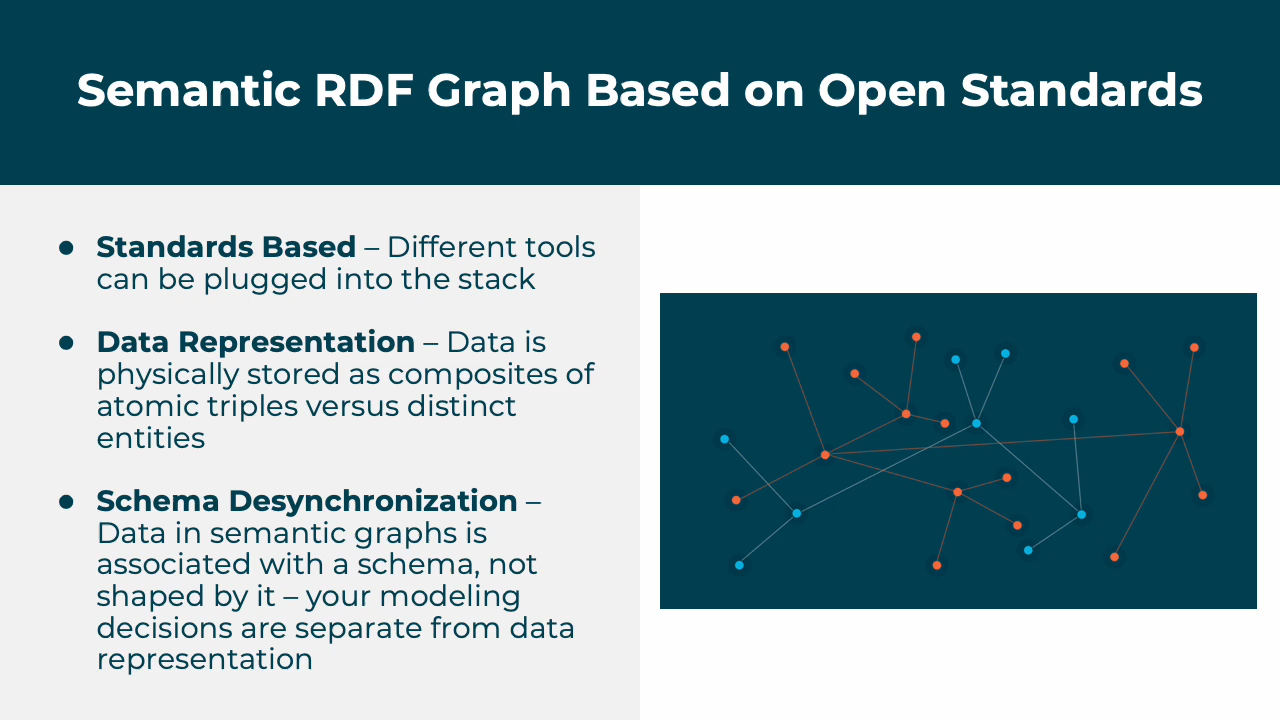 Semantic RDF Graph Based on Open Standards
● Standards Based – Different tools
can be plugged into the stack
● Data Representation – Data is
physically stored as composites of
atomic triples versus distinct
entities
● Schema Desynchronization –
Data in semantic graphs is
associated with a schema, not
shaped by it – your modeling
decisions are separate from data
representation